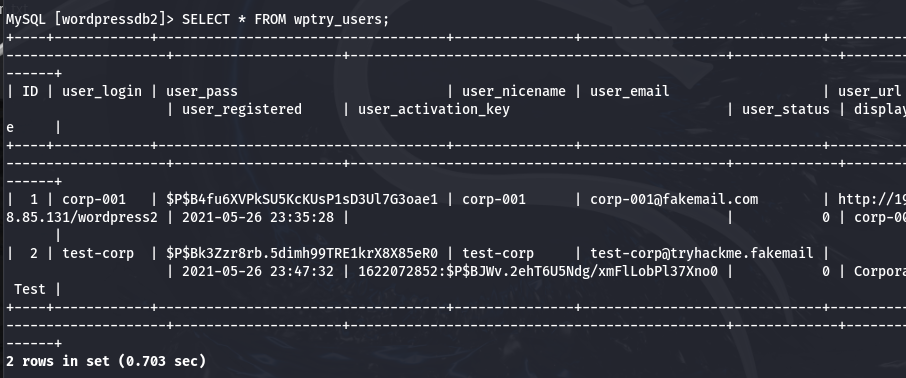 MySQL [wordpressdb2]> SELECT * FROM wptry_users;
+----+------------+------------------------------------+---------------+------------------------------+----------
--------------------+---------------------+-----------------------------------------------+-------------+--------
------+
| ID | user_login | user_pass                          | user_nicename | user_email                   | user_url
                    | user_registered     | user_activation_key                           | user_status | display
e     |
+----+------------+------------------------------------+---------------+------------------------------+----------
--------------------+---------------------+-----------------------------------------------+-------------+--------
------+
|  1 | corp-001   | $P$B4fu6XVPkSU5KcKUsP1sD3Ul7G3oae1 | corp-001      | corp-001@fakemail.com        | http://19
8.85.131/wordpress2 | 2021-05-26 23:35:28 |                                               |           0 | corp-00
      |
|  2 | test-corp  | $P$Bk3Zzr8rb.5dimh99TRE1krX8X85eR0 | test-corp     | test-corp@tryhackme.fakemail |
                    | 2021-05-26 23:47:32 | 1622072852:$P$BJWv.2ehT6U5Ndg/xmFlLobPl37Xno0 |           0 | Corpora
 Test |
+----+------------+------------------------------------+---------------+------------------------------+----------
--------------------+---------------------+-----------------------------------------------+-------------+--------
------+
2 rows in set (0.703 sec)